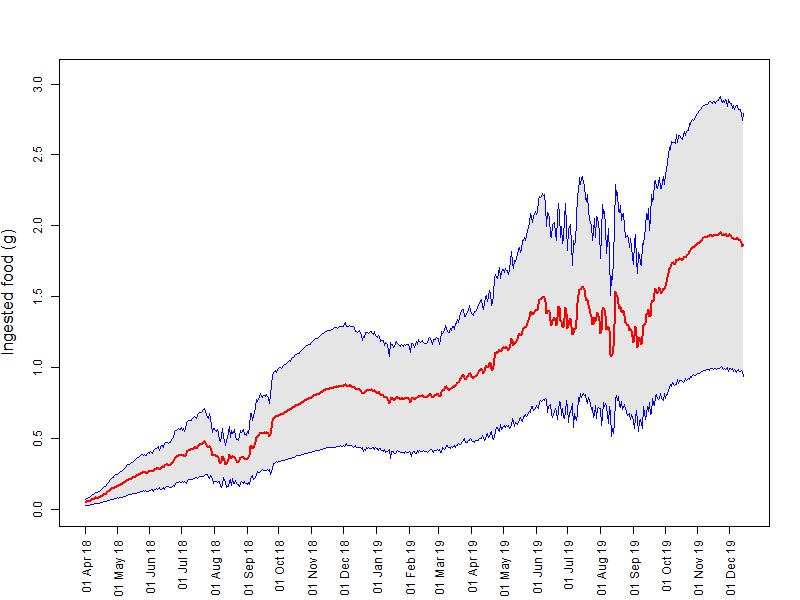 Ingested food (g)
3.0
2.5
2.0
1.5
1.0
0.5
0.0
01 Apr 18
01 May 18
01 Jun 18
01 Jul 18
01 Aug 18
01 Sep 18
01 Oct 18
01 Nov 18
01 Dec 18
01 Jan 19
01 Feb 19
01 Mar 19
01 Apr 19
01 May 19
01 Jun 19
01 Jul 19
01 Aug 19
01 Sep 19
01 Oct 19
01 Nov 19
01 Dec 19